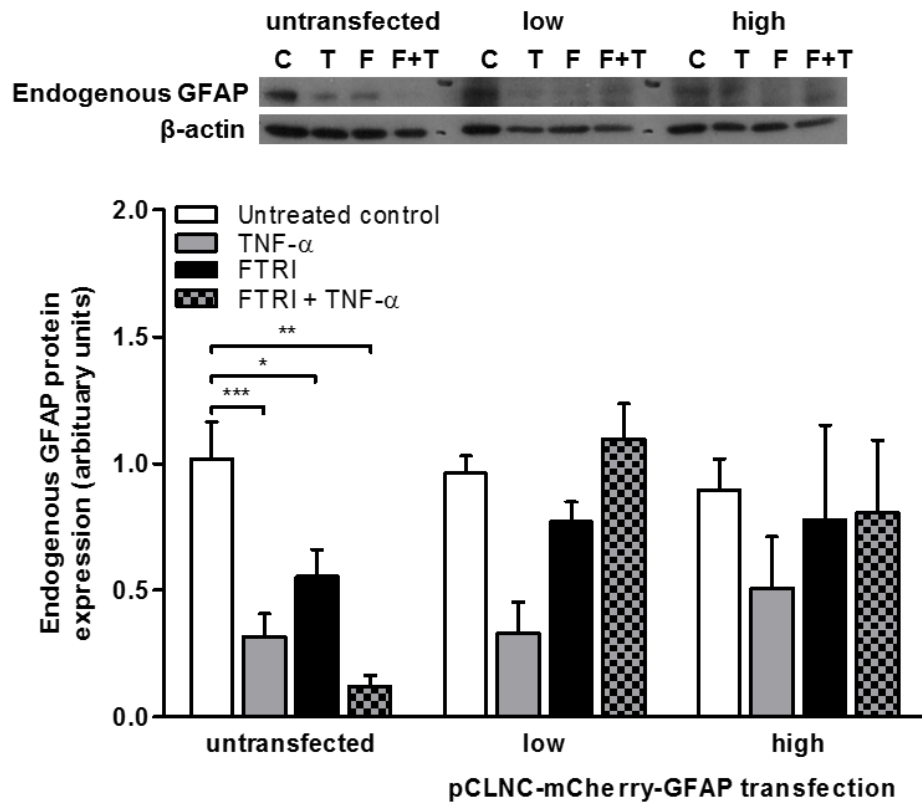 untransfected low high
C T F F+T C T F F+T C T F F+T
Endogenous GFAP
β-actin
2.0
1.5
1.0
0.5
0.0
Endogenous GFAP protein
expression (arbituary units)
Untreated control
TNF-α
FTRI
FTRI + TNF-α
**
*
***
untransfected low high
pCLNC-mCherry-GFAP transfection